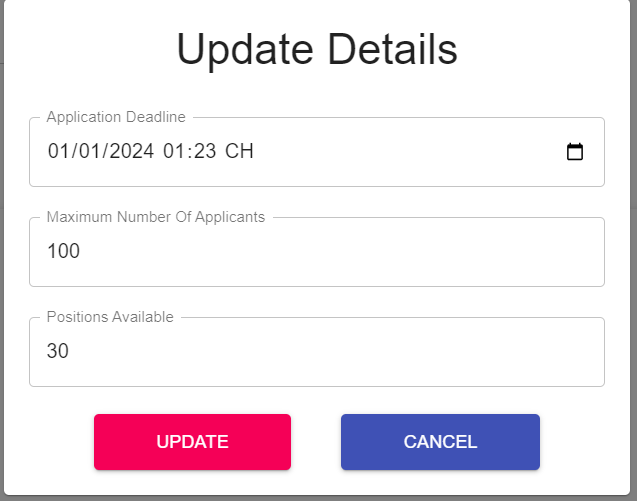 Update Details
Application Deadline
01/01/2024 01:23 CH
Maximum Number Of Applicants
100
Positions Available
30
UPDATE
CANCEL